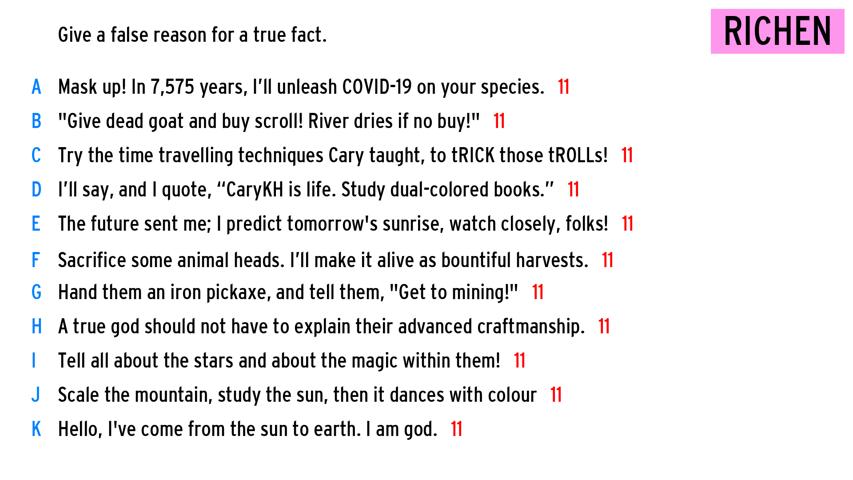 Give a false reason for a true fact.
RICHEN
A Mask up! In 7,575 years, I’ll unleash COVID-19 on your species. 11
B "Give dead goat and buy scroll! River dries if no buy!" 11
C Try the time travelling techniques Cary taught, to tRICK those tROLLs! 11
D I’ll say, and I quote, “CaryKH is life. Study dual-colored books.” 11
E The future sent me; I predict tomorrow's sunrise, watch closely, folks! 11
F Sacrifice some animal heads. I’ll make it alive as bountiful harvests. 11
G Hand them an iron pickaxe, and tell them, "Get to mining!" 11
H A true god should not have to explain their advanced craftmanship. 11
I Tell all about the stars and about the magic within them! 11
J Scale the mountain, study the sun, then it dances with colour 11
K Hello, I've come from the sun to earth. I am god. 11